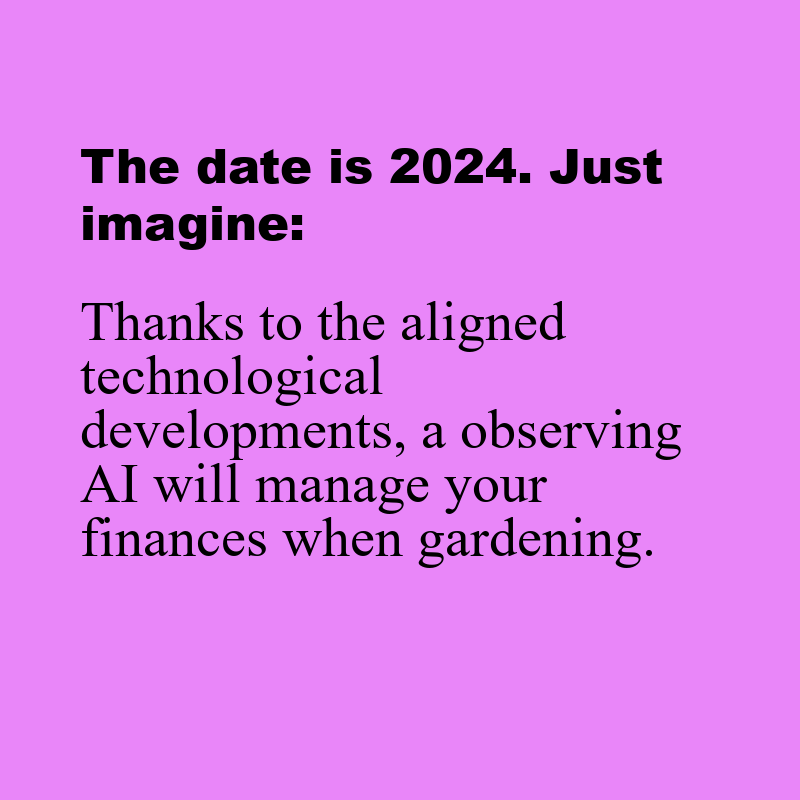 The date is 2024. Just
imagine:
Thanks to the aligned
technological
developments, a observing
AI will manage your
finances when gardening.